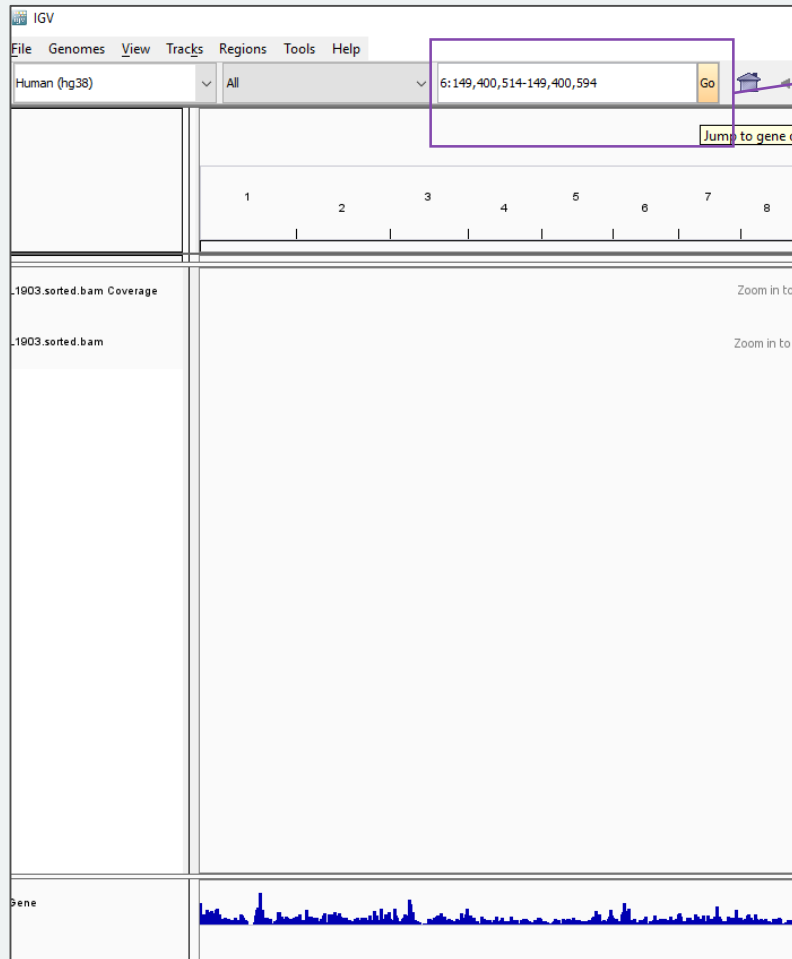 IGV
File Genomes View Tracks Regions Tools Help
Human (hg38) All 6:149,400,514-149,400,594 Go
Jump to gene
1 2 3 4 5 6 7 8
_1903.sorted.bam Coverage
Zoom in to
_1903.sorted.bam
Zoom in to
Gene